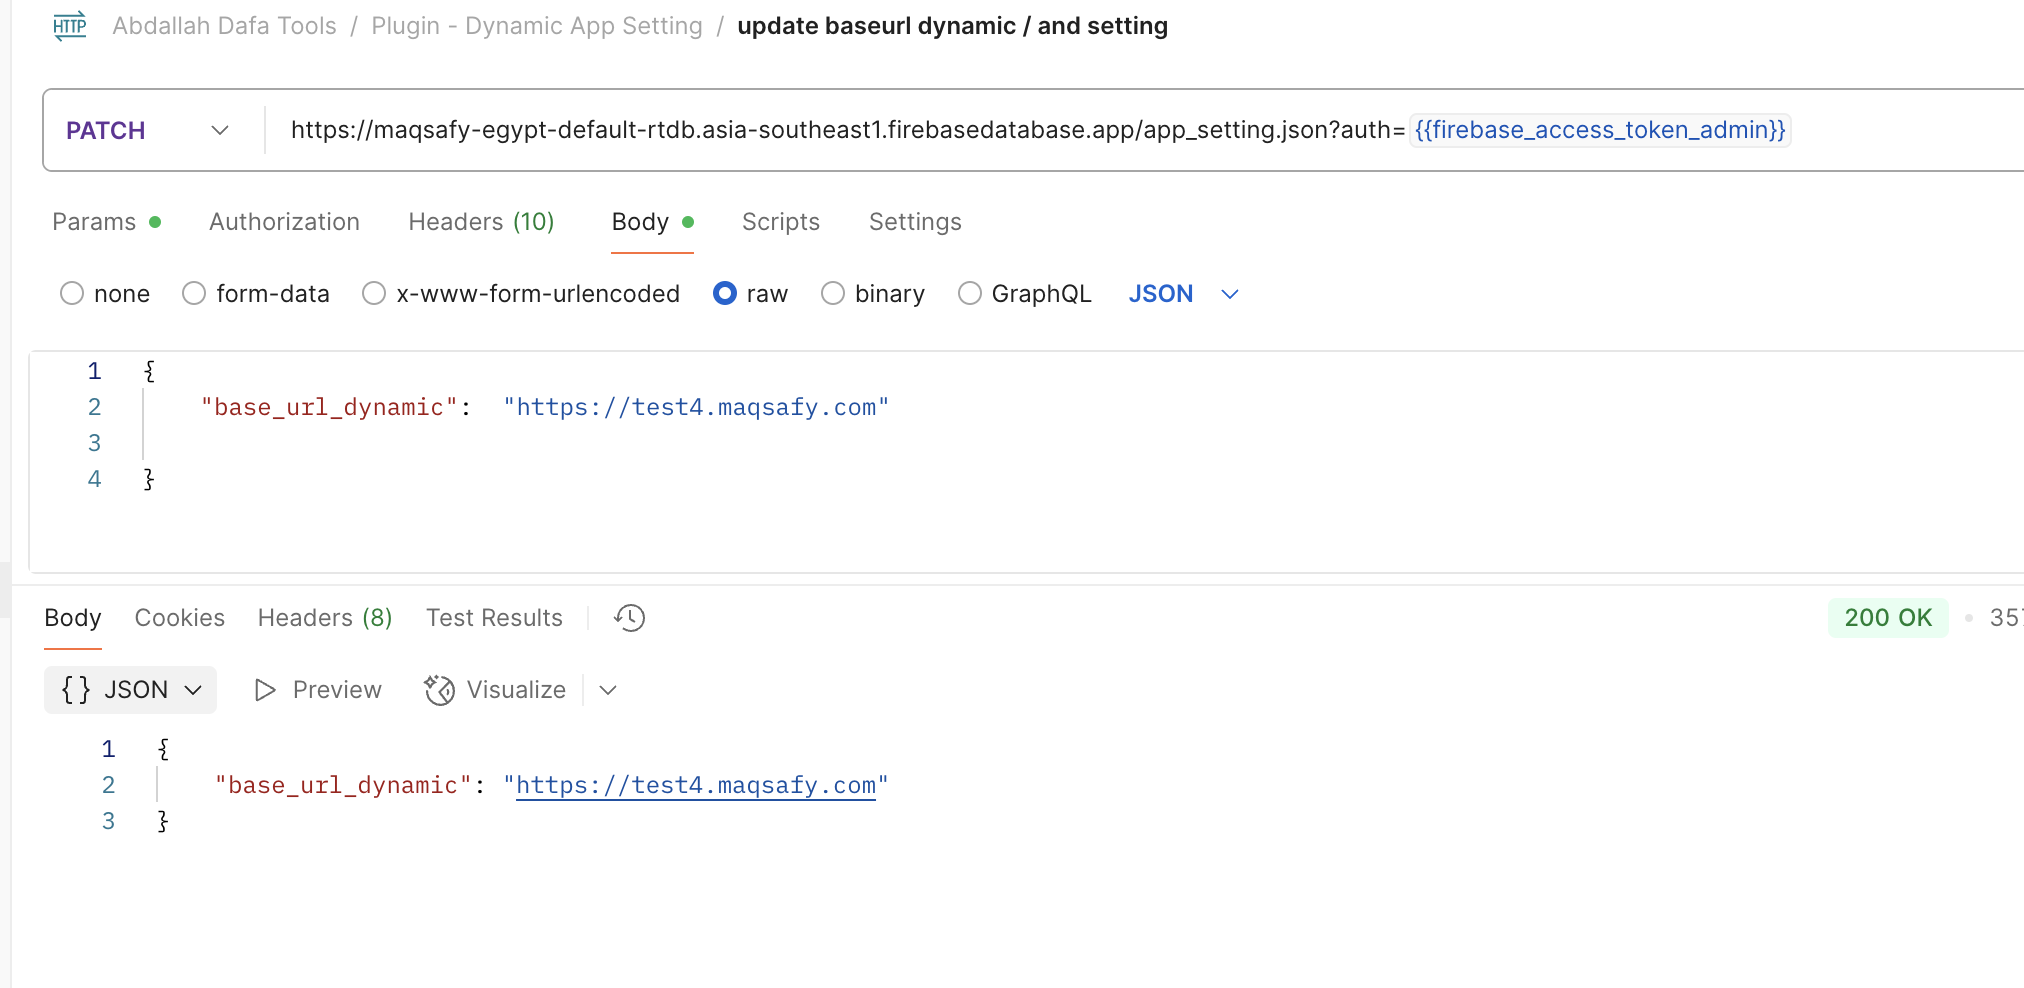 HTTP Abdallah Dafa Tools / Plugin - Dynamic App Setting / update baseurl dynamic / and setting
PATCH https://maqsafy-egypt-default-rtdb.asia-southeast1.firebasedatabase.app/app_setting.json?auth={{firebase_access_token_admin}}
Params Authorization Headers (10) Body Scripts Settings
none form-data x-www-form-urlencoded raw binary GraphQL JSON
1 {
2 "base_url_dynamic": "https://test4.maqsafy.com"
3
4 }
Body Cookies Headers (8) Test Results 200 OK • 357
{} JSON Preview Visualize
1 {
2 "base_url_dynamic": "https://test4.maqsafy.com"
3 }